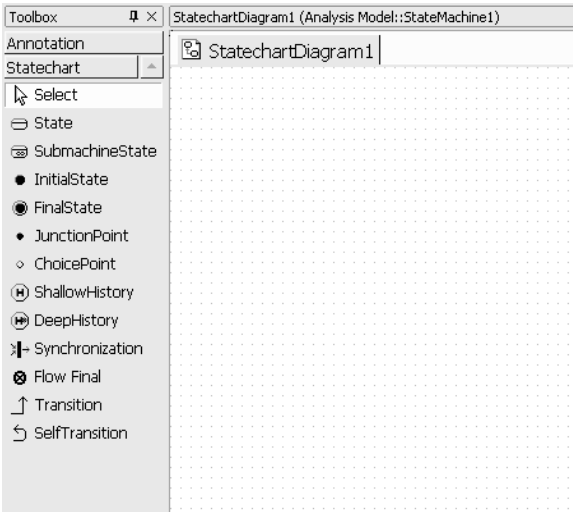 Toolbox
StatechartDiagram1 (Analysis Model::StateMachine1)
Annotation
Statechart
StatechartDiagram1
Select
State
SubmachineState
InitialState
FinalState
JunctionPoint
ChoicePoint
H ShallowHistory
H* DeepHistory
Synchronization
Flow Final
Transition
SelfTransition